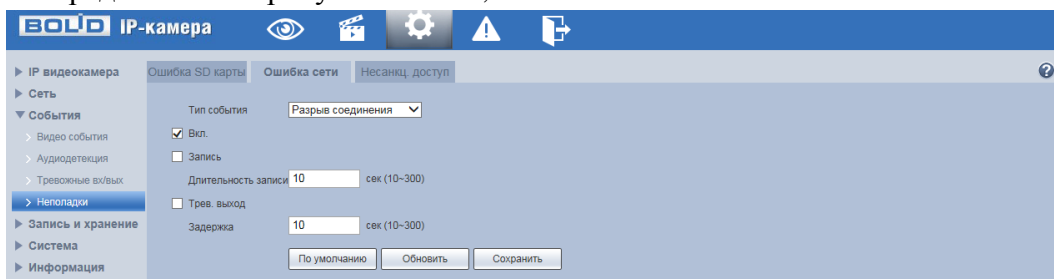 BOLID IP-камера
IP видеокамера
Сеть
События
Видео события
Аудиодетекция
Тревожные вх/вых
Неполадки
Запись и хранение
Система
Информация
Ошибка SD карты Ошибка сети Несанкц. доступ
Тип события Разрыв соединения
Вкл.
Запись
Длительность записи 10 сек (10~300)
Трев. выход
Задержка 10 сек (10~300)
По умолчанию Обновить Сохранить